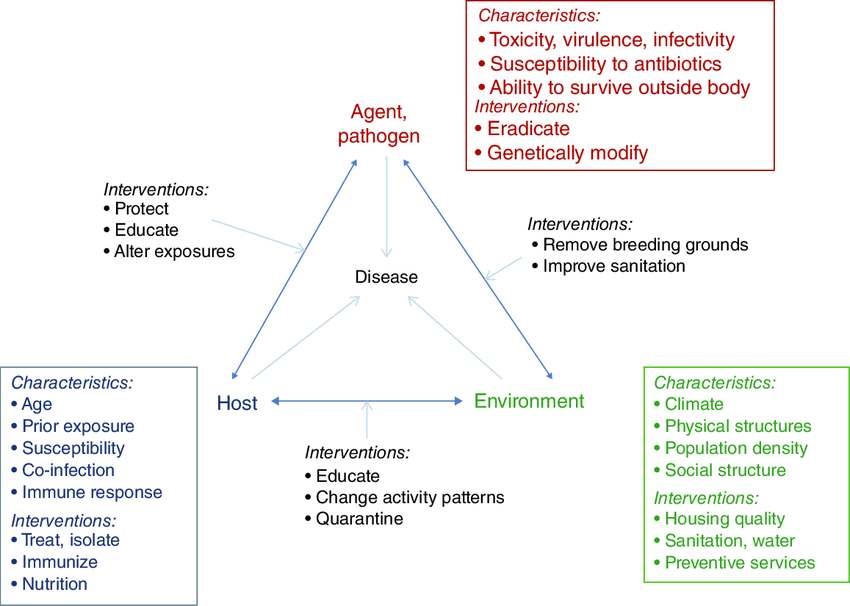 Characteristics:
• Toxicity, virulence, infectivity
• Susceptibility to antibiotics
• Ability to survive outside body
Interventions:
• Eradicate
• Genetically modify
Agent,
pathogen
Interventions:
• Protect
• Educate
• Alter exposures
Interventions:
• Remove breeding grounds
• Improve sanitation
Disease
Characteristics:
• Age
• Prior exposure
• Susceptibility
• Co-infection
• Immune response
Interventions:
• Treat, isolate
• Immunize
• Nutrition
Host
Environment
Interventions:
• Educate
• Change activity patterns
• Quarantine
Characteristics:
• Climate
• Physical structures
• Population density
• Social structure
Interventions:
• Housing quality
• Sanitation, water
• Preventive services